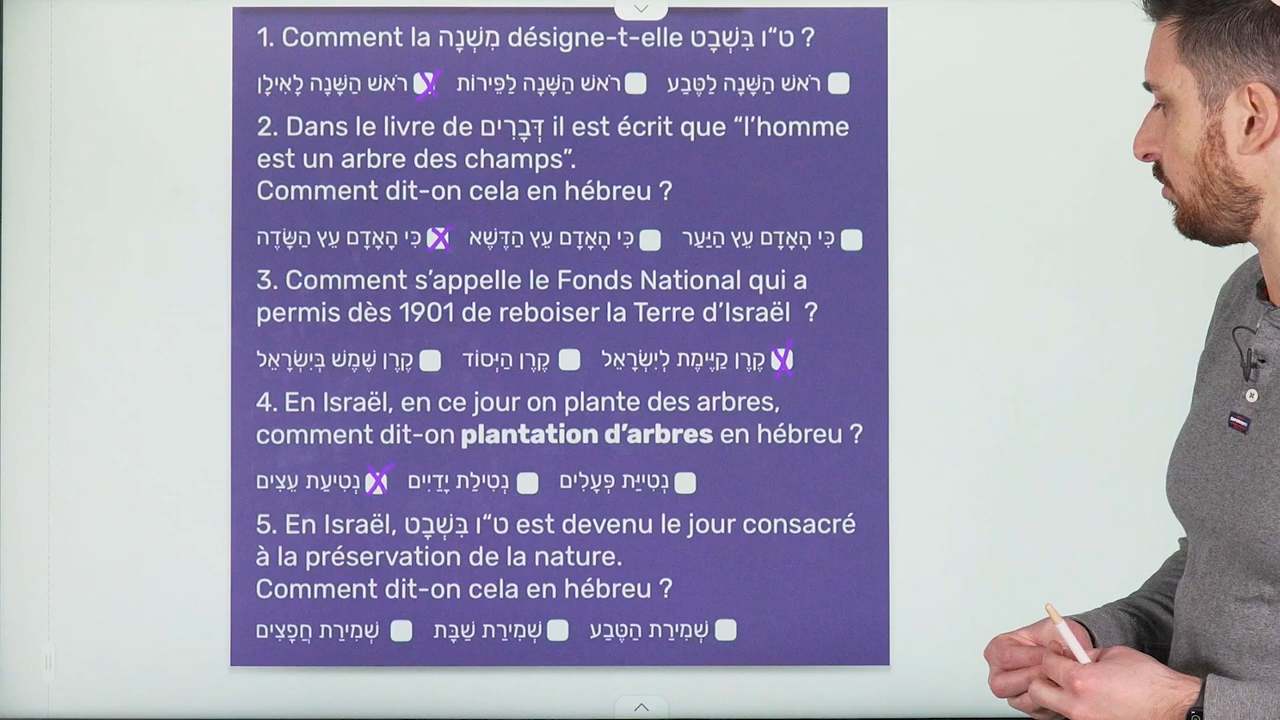 1. Comment la מִשְׁנָה désigne-t-elle ט“ו בִּשְׁבָט ?
רֹאשׁ הַשָּׁנָה לָאִילָן רֹאשׁ הַשָּׁנָה לַפֵּירוֹת רֹאשׁ הַשָּׁנָה לַטֶּבַע
2. Dans le livre de דְּבָרִים il est écrit que “l’homme
est un arbre des champs”.
Comment dit-on cela en hébreu ?
כִּי הָאָדָם עֵץ הַשָּׂדֶה כִּי הָאָדָם עֵץ הַדֶּשֶׁא כִּי הָאָדָם עֵץ הַיַּעַר
3. Comment s’appelle le Fonds National qui a
permis dès 1901 de reboiser la Terre d’Israël ?
קֶרֶן שֶׁמֶשׁ בְּיִשְׂרָאֵל קֶרֶן הַיְּסוֹד קֶרֶן קַיֶּימֶת לְיִשְׂרָאֵל
4. En Israël, en ce jour on plante des arbres,
comment dit-on plantation d’arbres en hébreu ?
נְטִיעַת עֵצִים נְטִילַת יָדַיִים נְטִיַּית פְּעָלִים
5. En Israël, ט“ו בִּשְׁבָט est devenu le jour consacré
à la préservation de la nature.
Comment dit-on cela en hébreu ?
שְׁמִירַת חֲפָצִים שְׁמִירַת שַׁבָּת שְׁמִירַת הַטֶּבַע